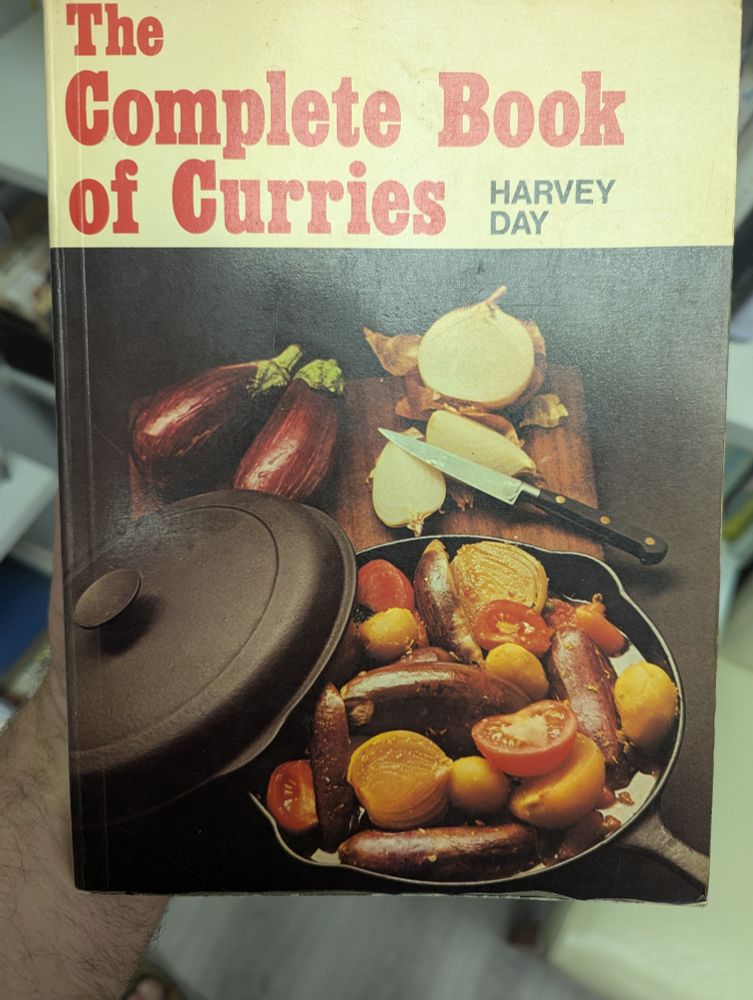 The
Complete Book
of Curries
HARVEY
DAY